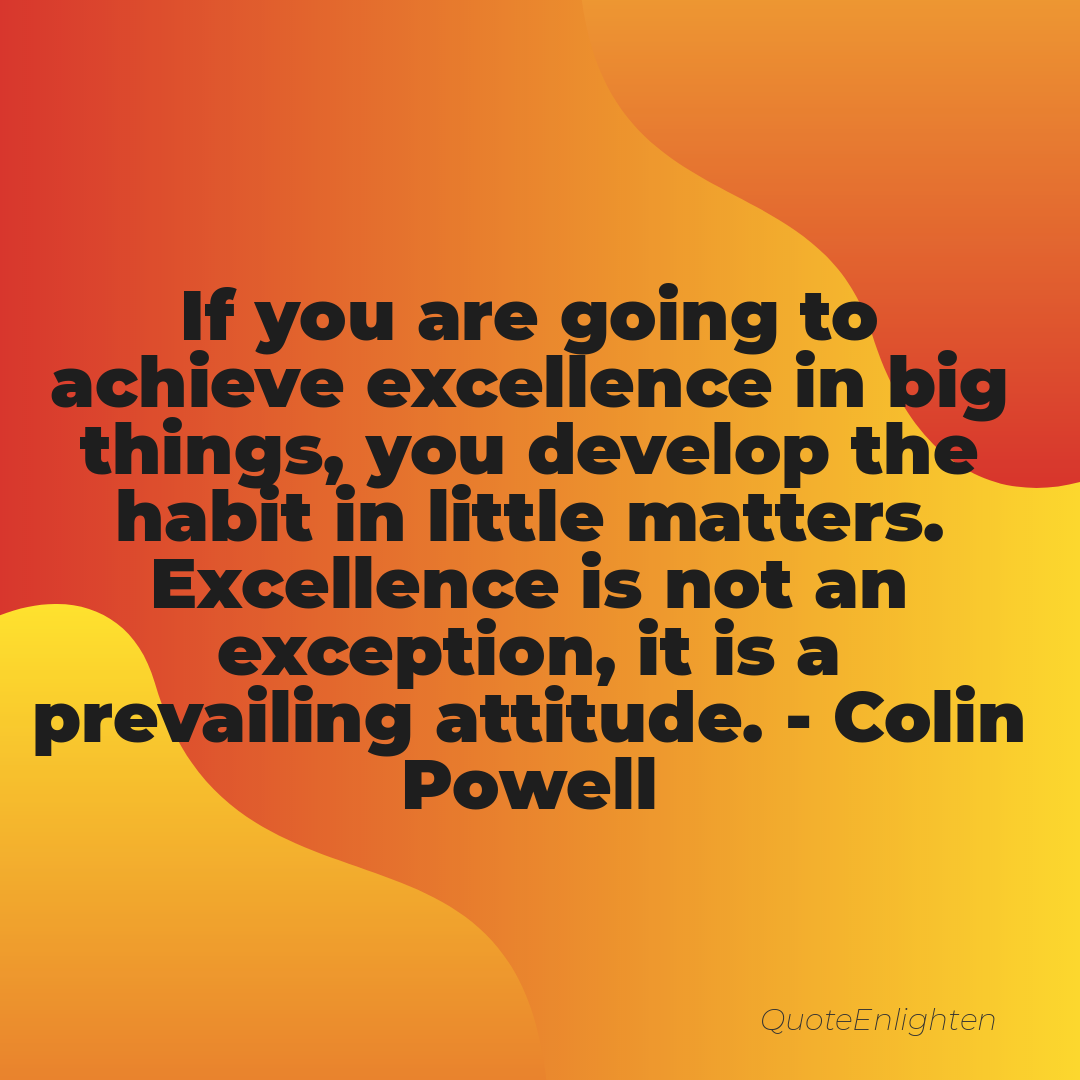 If you are going to
achieve excellence in big
things, you develop the
habit in little matters.
Excellence is not an
exception, it is a
prevailing attitude. - Colin
Powell
QuoteEnlighten